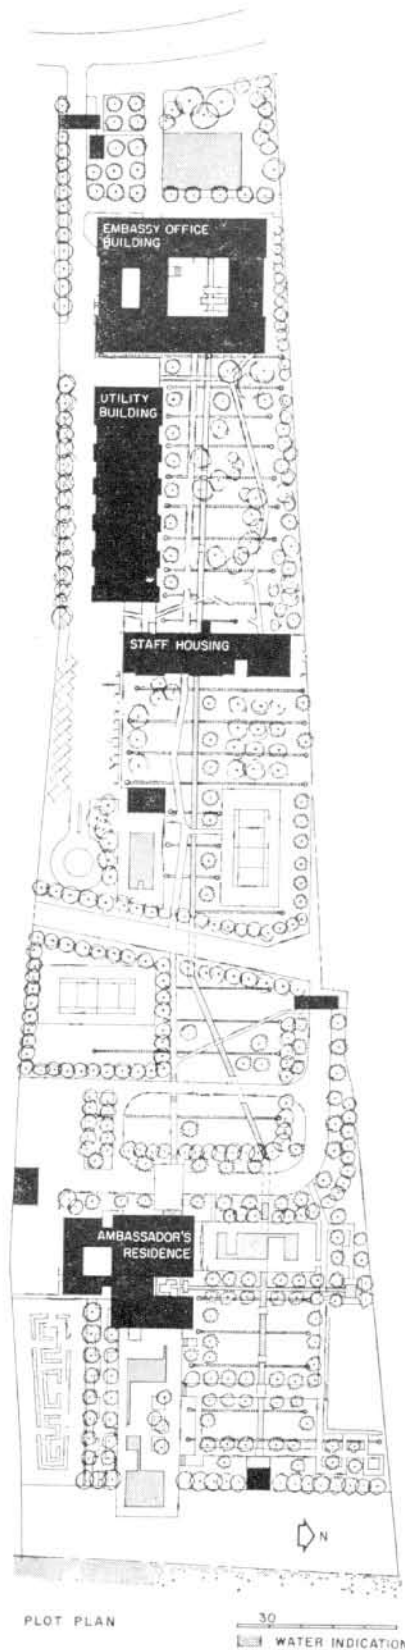 EMBASSY OFFICE
BUILDING
UTILITY
BUILDING
STAFF HOUSING
AMBASSADOR'S
RESIDENCE
N
PLOT PLAN
30
WATER INDICATION